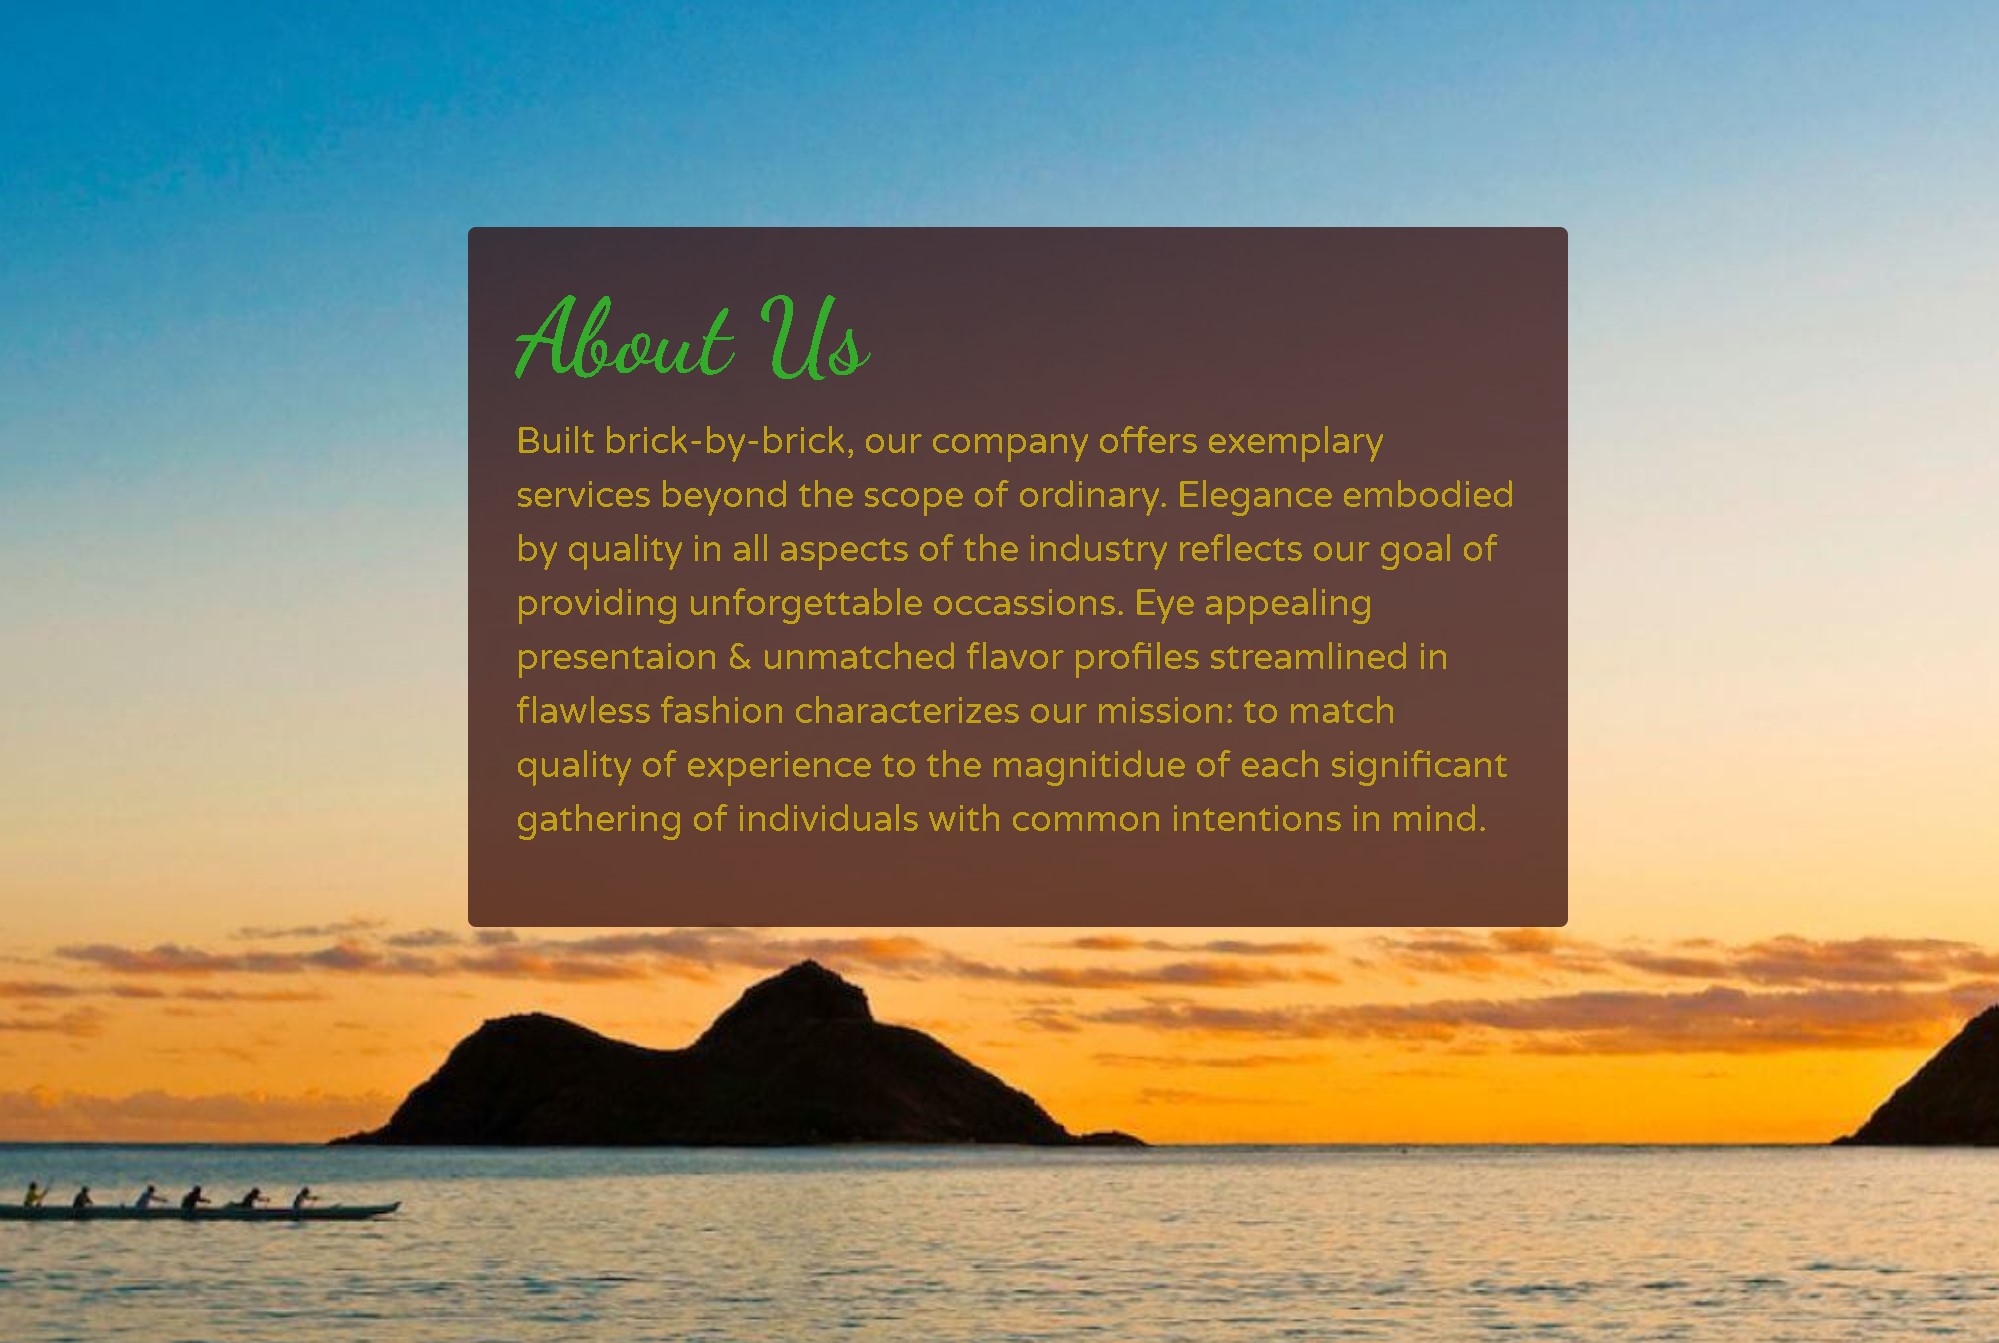 About Us
Built brick-by-brick, our company offers exemplary
services beyond the scope of ordinary. Elegance embodied
by quality in all aspects of the industry reflects our goal of
providing unforgettable occassions. Eye appealing
presentaion & unmatched flavor profiles streamlined in
flawless fashion characterizes our mission: to match
quality of experience to the magnitidue of each significant
gathering of individuals with common intentions in mind.